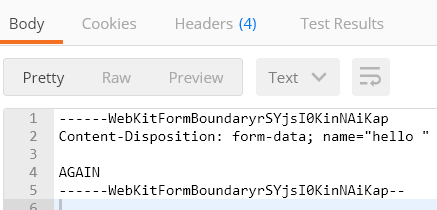 Body Cookies Headers (4) Test Results
Pretty Raw Preview Text
1 ------WebKitFormBoundaryrSYjsI0KinNAiKap
2 Content-Disposition: form-data; name="hello "
3
4 AGAIN
5 ------WebKitFormBoundaryrSYjsI0KinNAiKap--
6